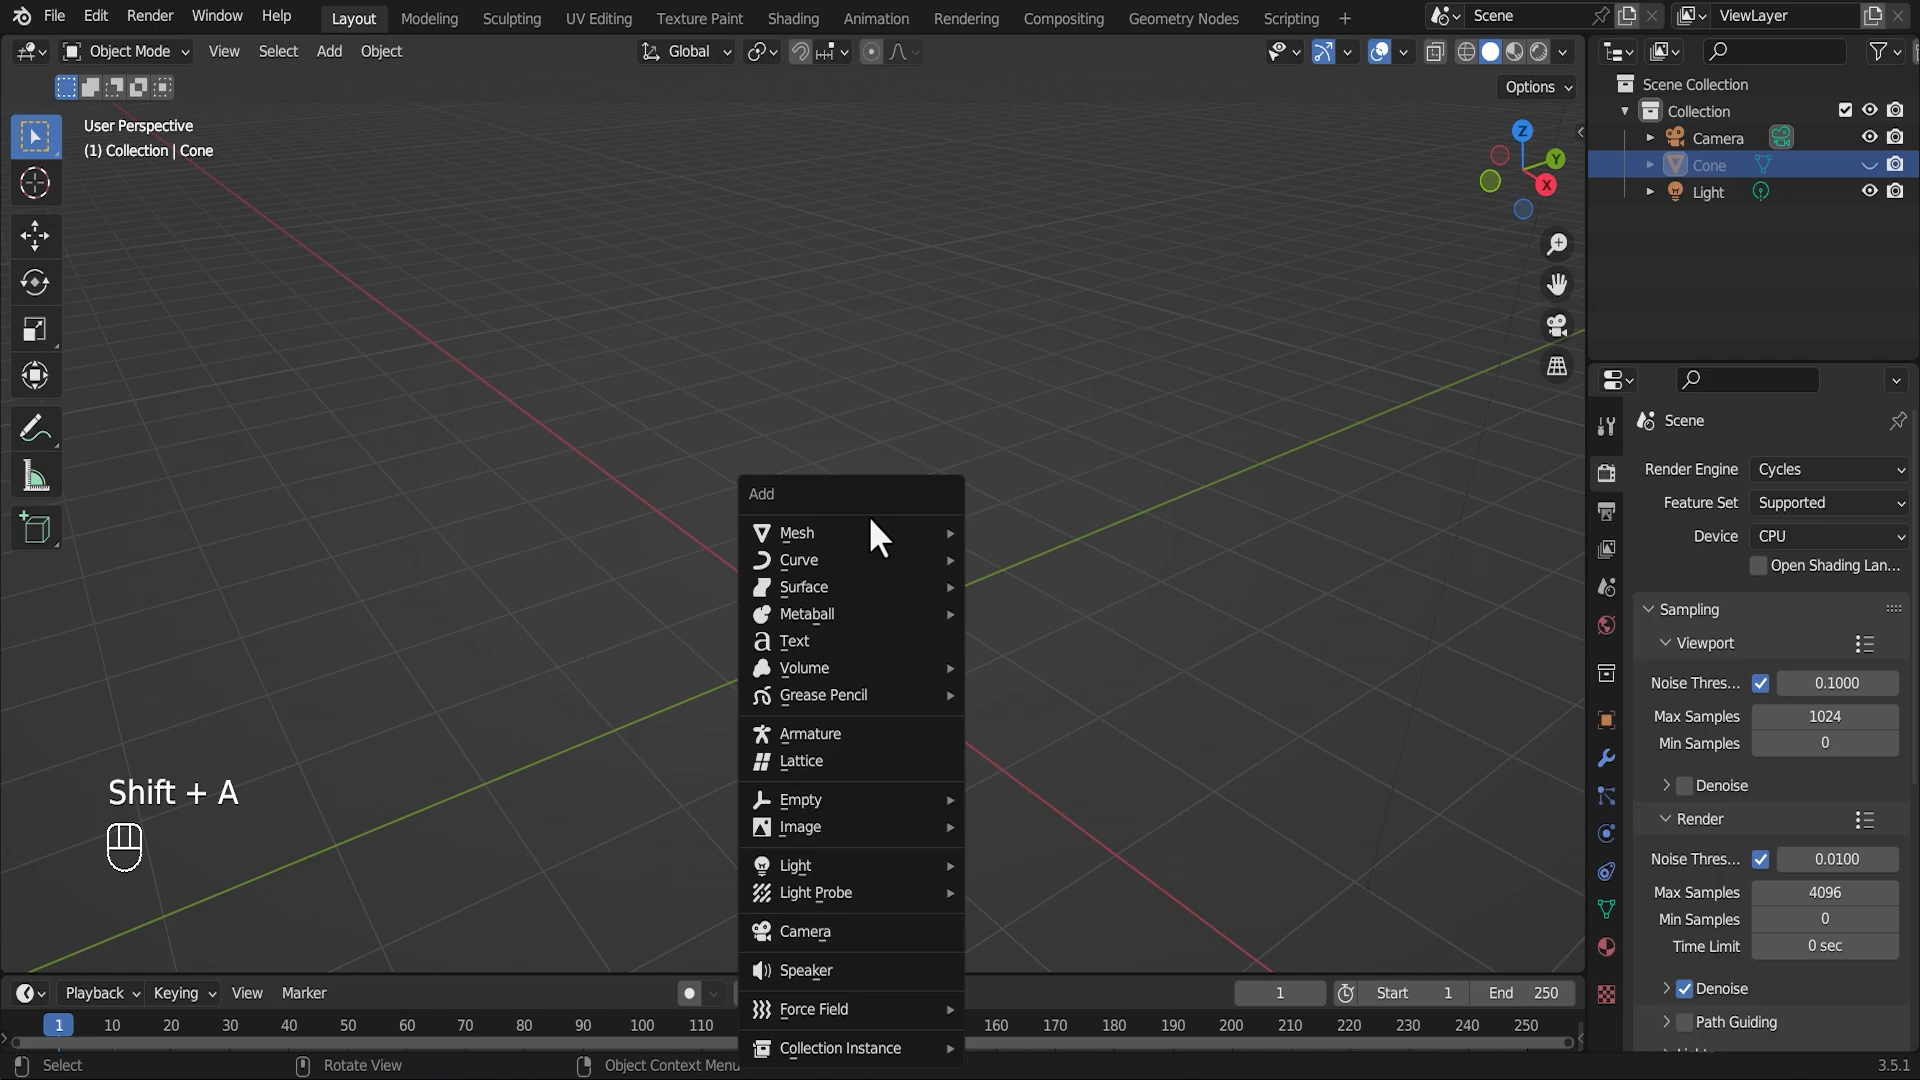 File Edit Render Window Help Layout Modeling Sculpting UV Editing Texture Paint Shading Animation Rendering Compositing Geometry Nodes Scripting + Scene ViewLayer
Object Mode View Select Add Object Global
Options
User Perspective
(1) Collection | Cone
Z
Y
X
Scene Collection
Collection
Camera
Cone
Light
Scene
Render Engine Cycles
Feature Set Supported
Device CPU
Open Shading Lan...
Sampling
Viewport
Noise Thres... 0.1000
Max Samples 1024
Min Samples 0
Denoise
Render
Noise Thres... 0.0100
Max Samples 4096
Min Samples 0
Time Limit 0 sec
Denoise
Path Guiding
Add
Mesh
Curve
Surface
Metaball
Text
Volume
Grease Pencil
Armature
Lattice
Empty
Image
Light
Light Probe
Camera
Speaker
Force Field
Collection Instance
Shift + A
Playback Keying View Marker 1 Start 1 End 250
1 10 20 30 40 50 60 70 80 90 100 110 160 170 180 190 200 210 220 230 240 250
Select Rotate View Object Context Menu 3.5.1